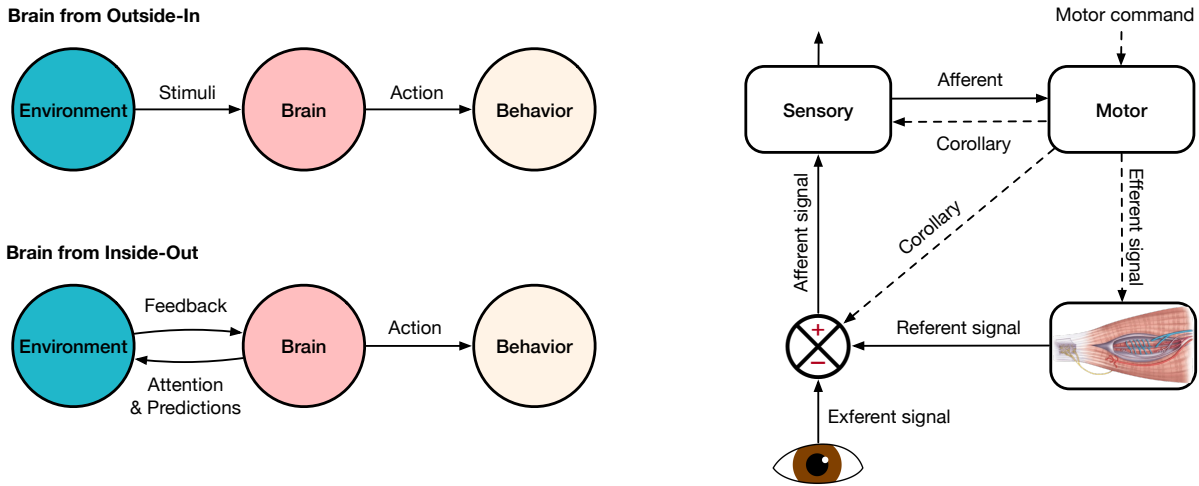 Brain from Outside-In
Environment
Stimuli
Brain
Action
Behavior
Brain from Inside-Out
Environment
Feedback
Attention
& Predictions
Brain
Action
Behavior
Motor command
Sensory
Afferent
Corollary
Motor
Afferent signal
Corollary
Efferent signal
+
−
Referent signal
Exferent signal